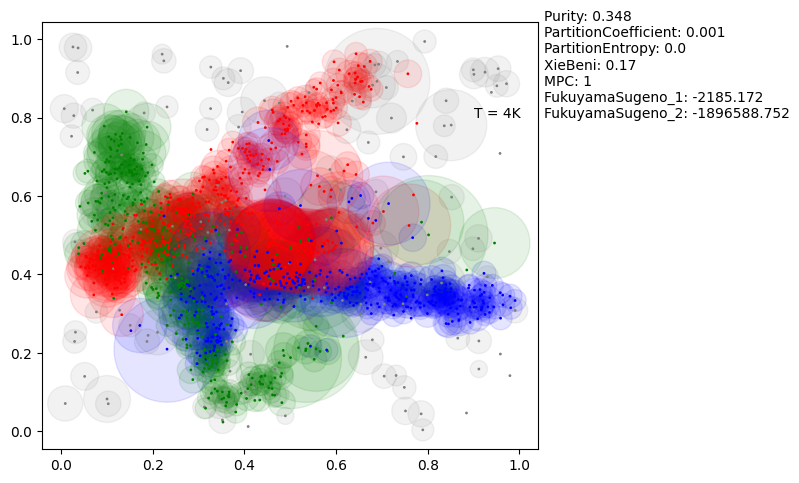 Purity: 0.348
PartitionCoefficient: 0.001
PartitionEntropy: 0.0
XieBeni: 0.17
MPC: 1
FukuyamaSugeno_1: -2185.172
FukuyamaSugeno_2: -1896588.752
T = 4K
1.0
0.8
0.6
0.4
0.2
0.0
0.0 0.2 0.4 0.6 0.8 1.0